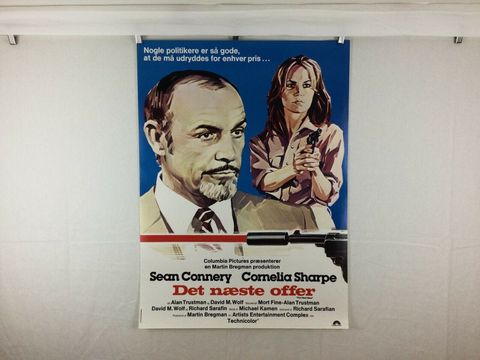 Nogle politikere er så gode,
at de må udryddes for enhver pris...
Columbia Pictures præsenterer
en Martin Bregman produktion
Sean Connery Cornelia Sharpe
Det næste offer
af Alan Trustman, David M. Wolf Mort Fine-Alan Trustman
David M. Wolf, Richard Sarafin Michael Kamen Richard Sarafian
Martin Bregman Artists Entertainment Complex
Technicolor